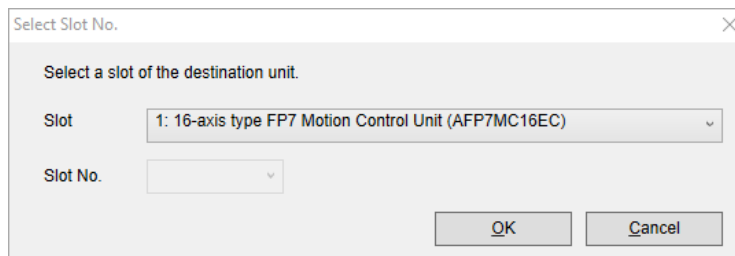 Select Slot No.
Select a slot of the destination unit.
Slot 1: 16-axis type FP7 Motion Control Unit (AFP7MC16EC)
Slot No.
OK Cancel